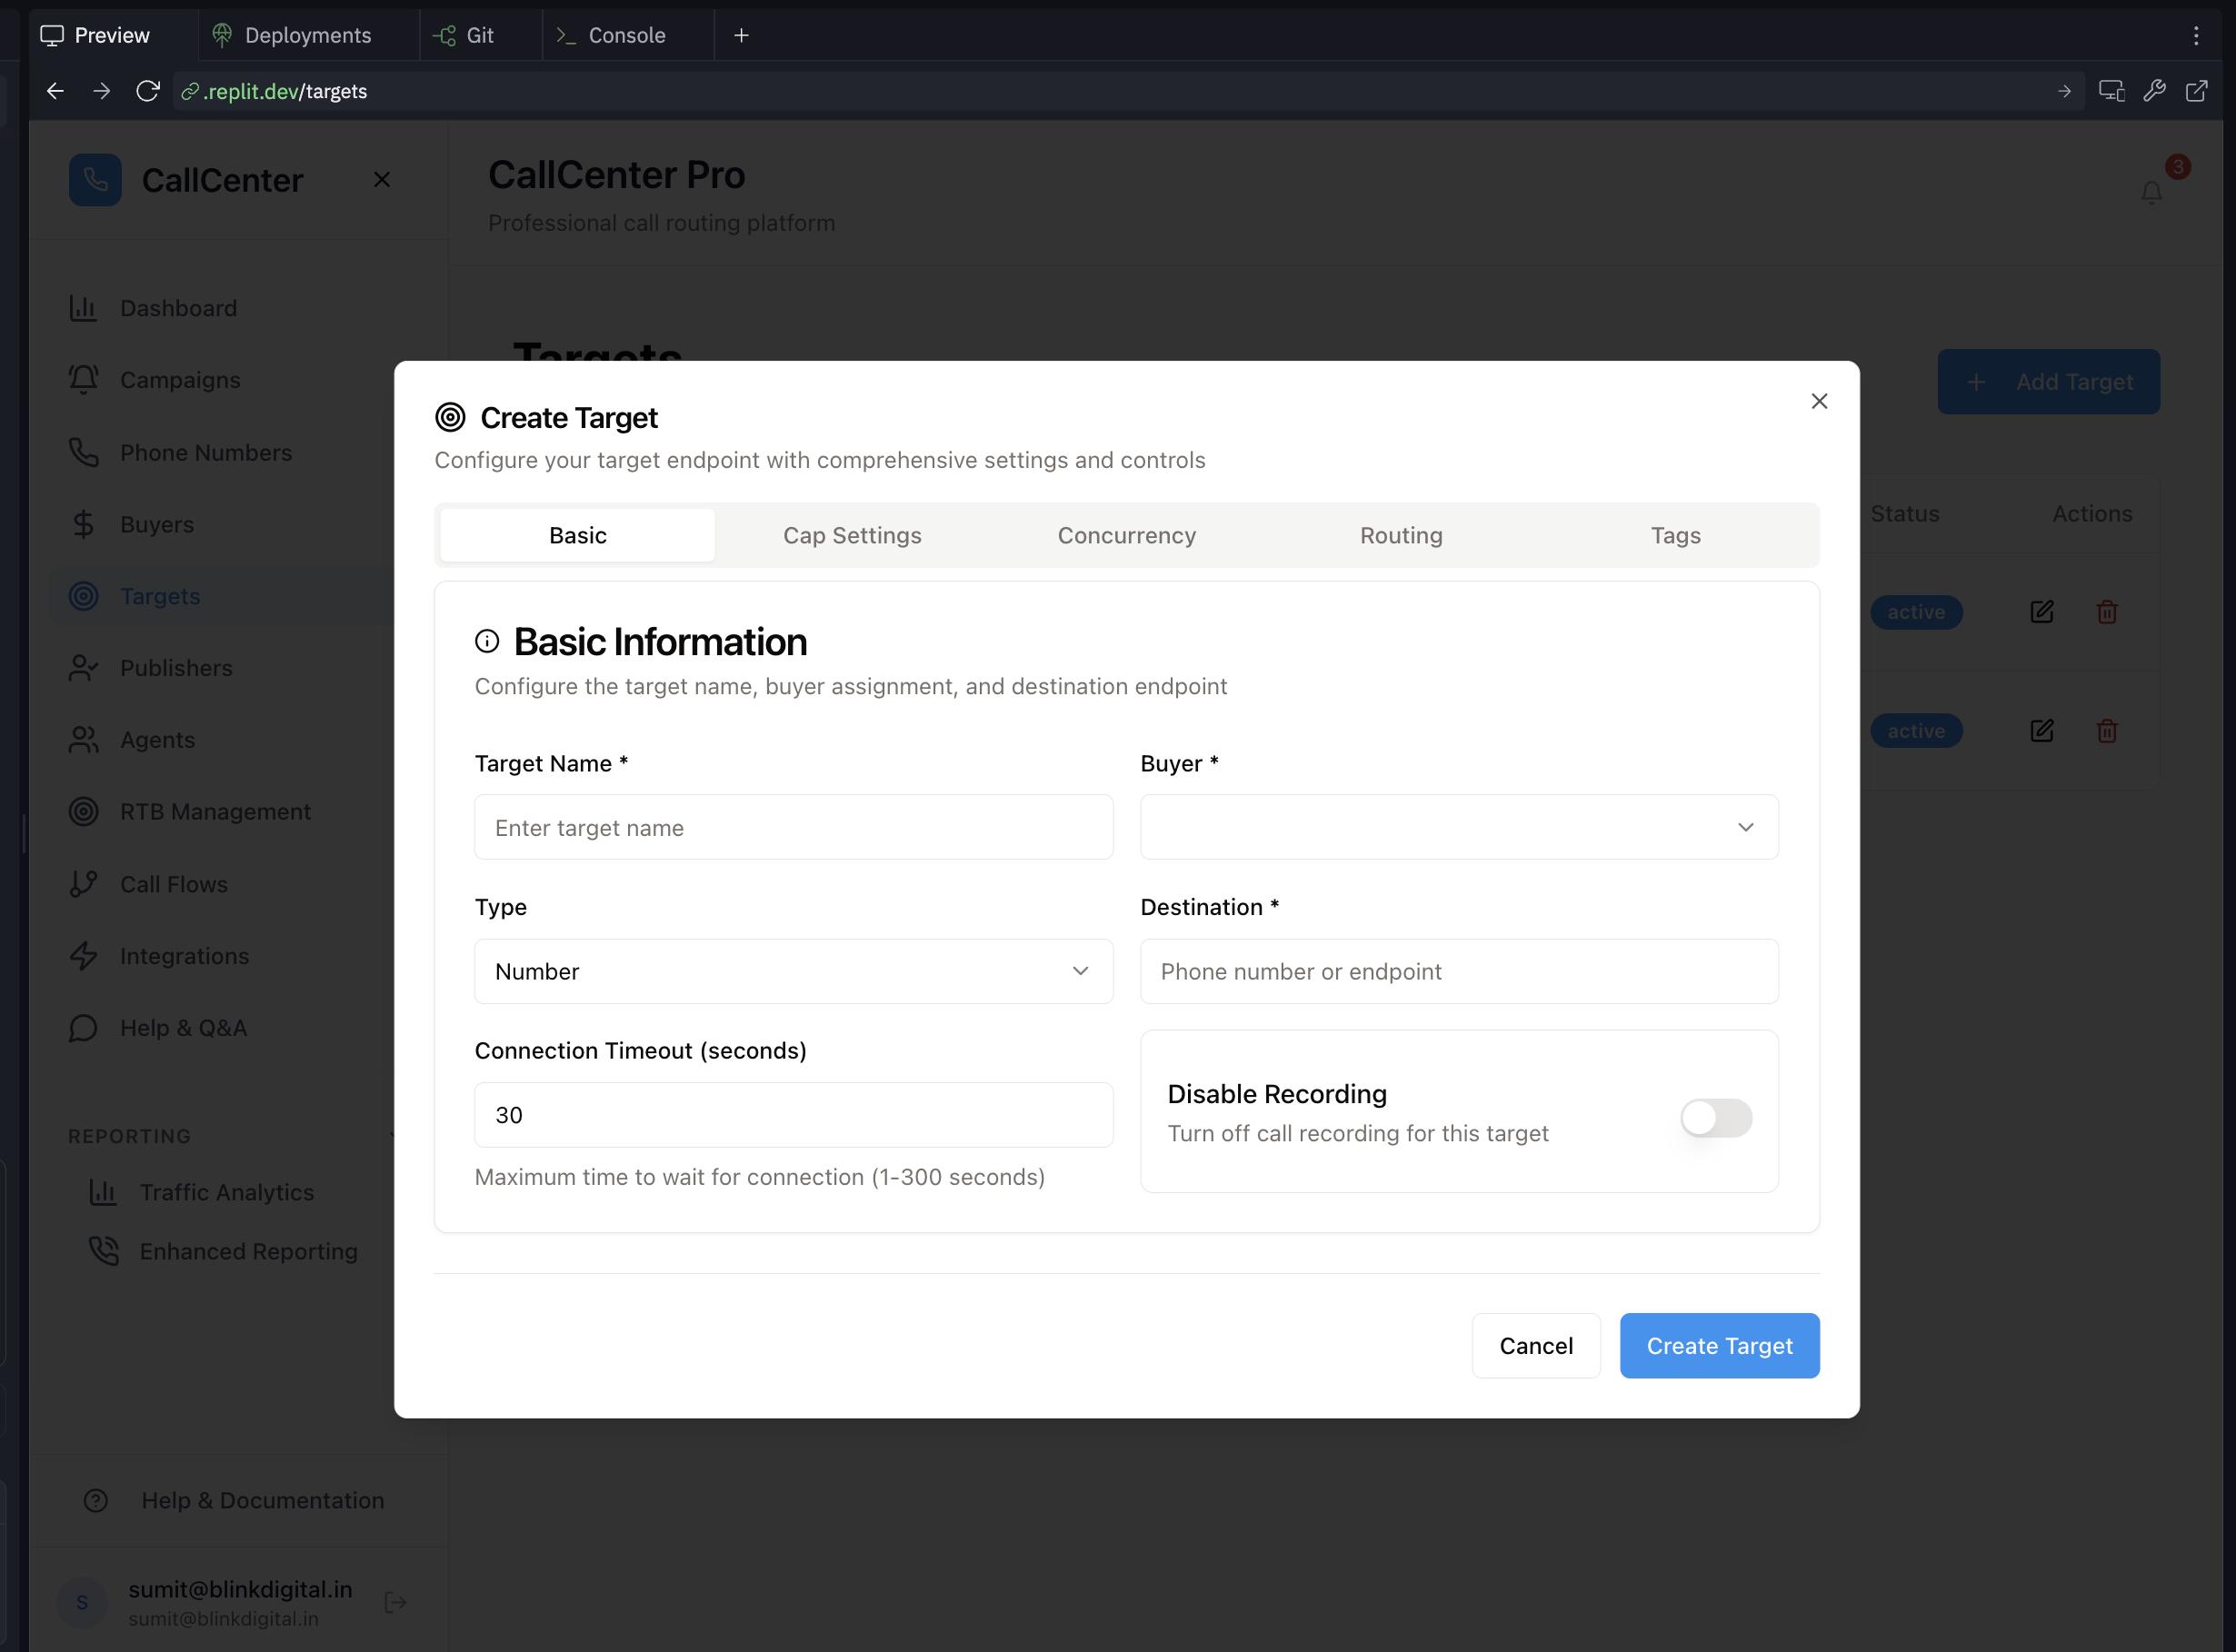 Preview
Deployments
Git
Console
.replit.dev/targets
CallCenter
CallCenter Pro
Professional call routing platform
3
Dashboard
Campaigns
Phone Numbers
Buyers
Targets
Publishers
Agents
RTB Management
Call Flows
Integrations
Help & Q&A
REPORTING
Traffic Analytics
Enhanced Reporting
Help & Documentation
S
sumit@blinkdigital.in
sumit@blinkdigital.in
Targets
Add Target
Status
Actions
active
active
Create Target
Configure your target endpoint with comprehensive settings and controls
Basic
Cap Settings
Concurrency
Routing
Tags
Basic Information
Configure the target name, buyer assignment, and destination endpoint
Target Name *
Enter target name
Buyer *
Type
Number
Destination *
Phone number or endpoint
Connection Timeout (seconds)
30
Maximum time to wait for connection (1-300 seconds)
Disable Recording
Turn off call recording for this target
Cancel
Create Target